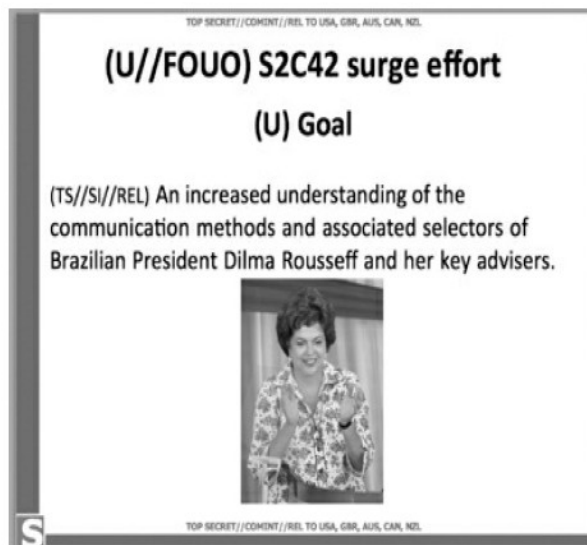 TOP SECRET//COMINT//REL TO USA, GBR, AUS, CAN, NZL
(U//FOUO) S2C42 surge effort
(U) Goal
(TS//SI//REL) An increased understanding of the
communication methods and associated selectors of
Brazilian President Dilma Rousseff and her key advisers.
S
TOP SECRET//COMINT//REL TO USA, GBR, AUS, CAN, NZL